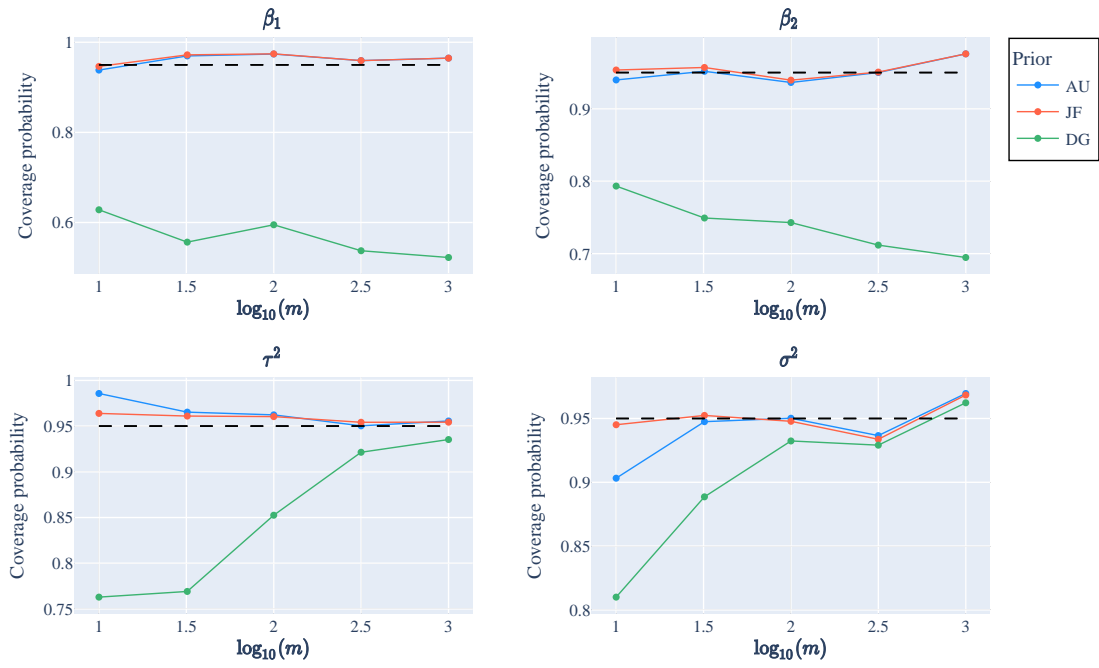 β₁
Coverage probability
1
0.8
0.6
1 1.5 2 2.5 3
log₁₀(m)
β₂
Coverage probability
0.9
0.8
0.7
1 1.5 2 2.5 3
log₁₀(m)
Prior
AU
JF
DG
τ²
Coverage probability
1
0.95
0.9
0.85
0.8
0.75
1 1.5 2 2.5 3
log₁₀(m)
σ²
Coverage probability
0.95
0.9
0.85
0.8
1 1.5 2 2.5 3
log₁₀(m)